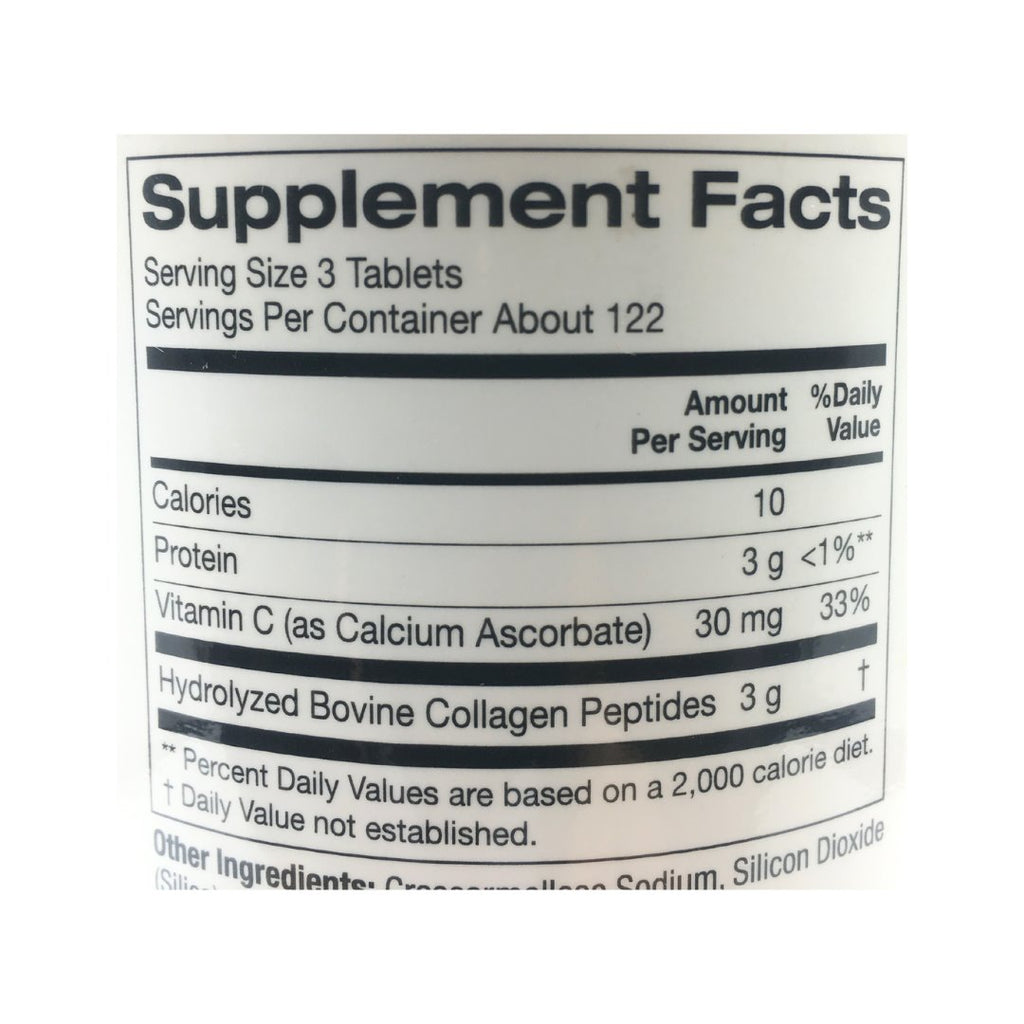 Supplement Facts
Serving Size 3 Tablets
Servings Per Container About 122
Amount Per Serving %Daily Value
Calories 10
Protein 3 g <1%**
Vitamin C (as Calcium Ascorbate) 30 mg 33%
Hydrolyzed Bovine Collagen Peptides 3 g †
** Percent Daily Values are based on a 2,000 calorie diet.
† Daily Value not established.
Other Ingredients: Sodium, Silicon Dioxide